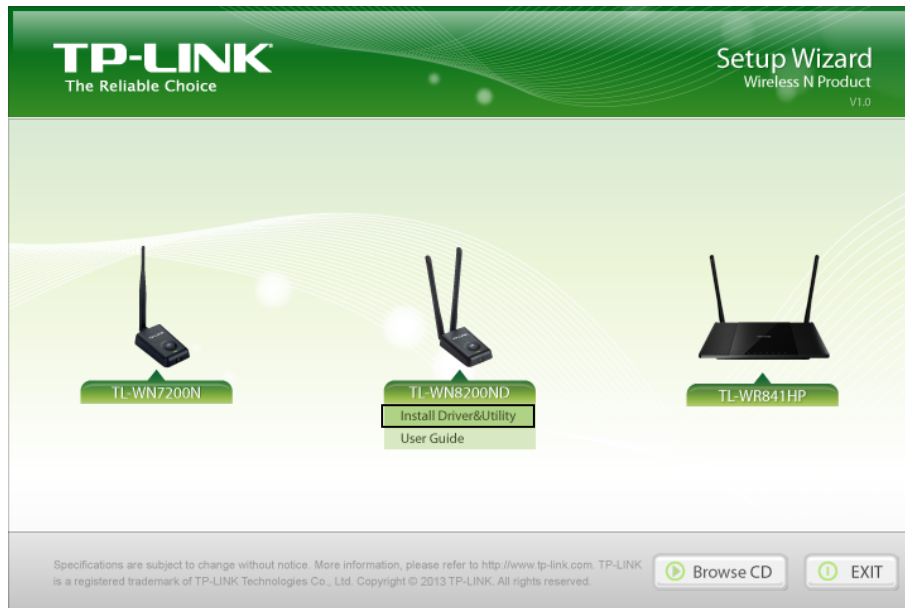 TP-LINK
The Reliable Choice
Setup Wizard
Wireless N Product
V1.0
TL-WN7200N
TL-WN8200ND
TL-WR841HP
Install Driver&Utility
User Guide
Specifications are subject to change without notice. More information, please refer to http://www.tp-link.com. TP-LINK
is a registered trademark of TP-LINK Technologies Co., Ltd. Copyright © 2013 TP-LINK. All rights reserved.
Browse CD
EXIT